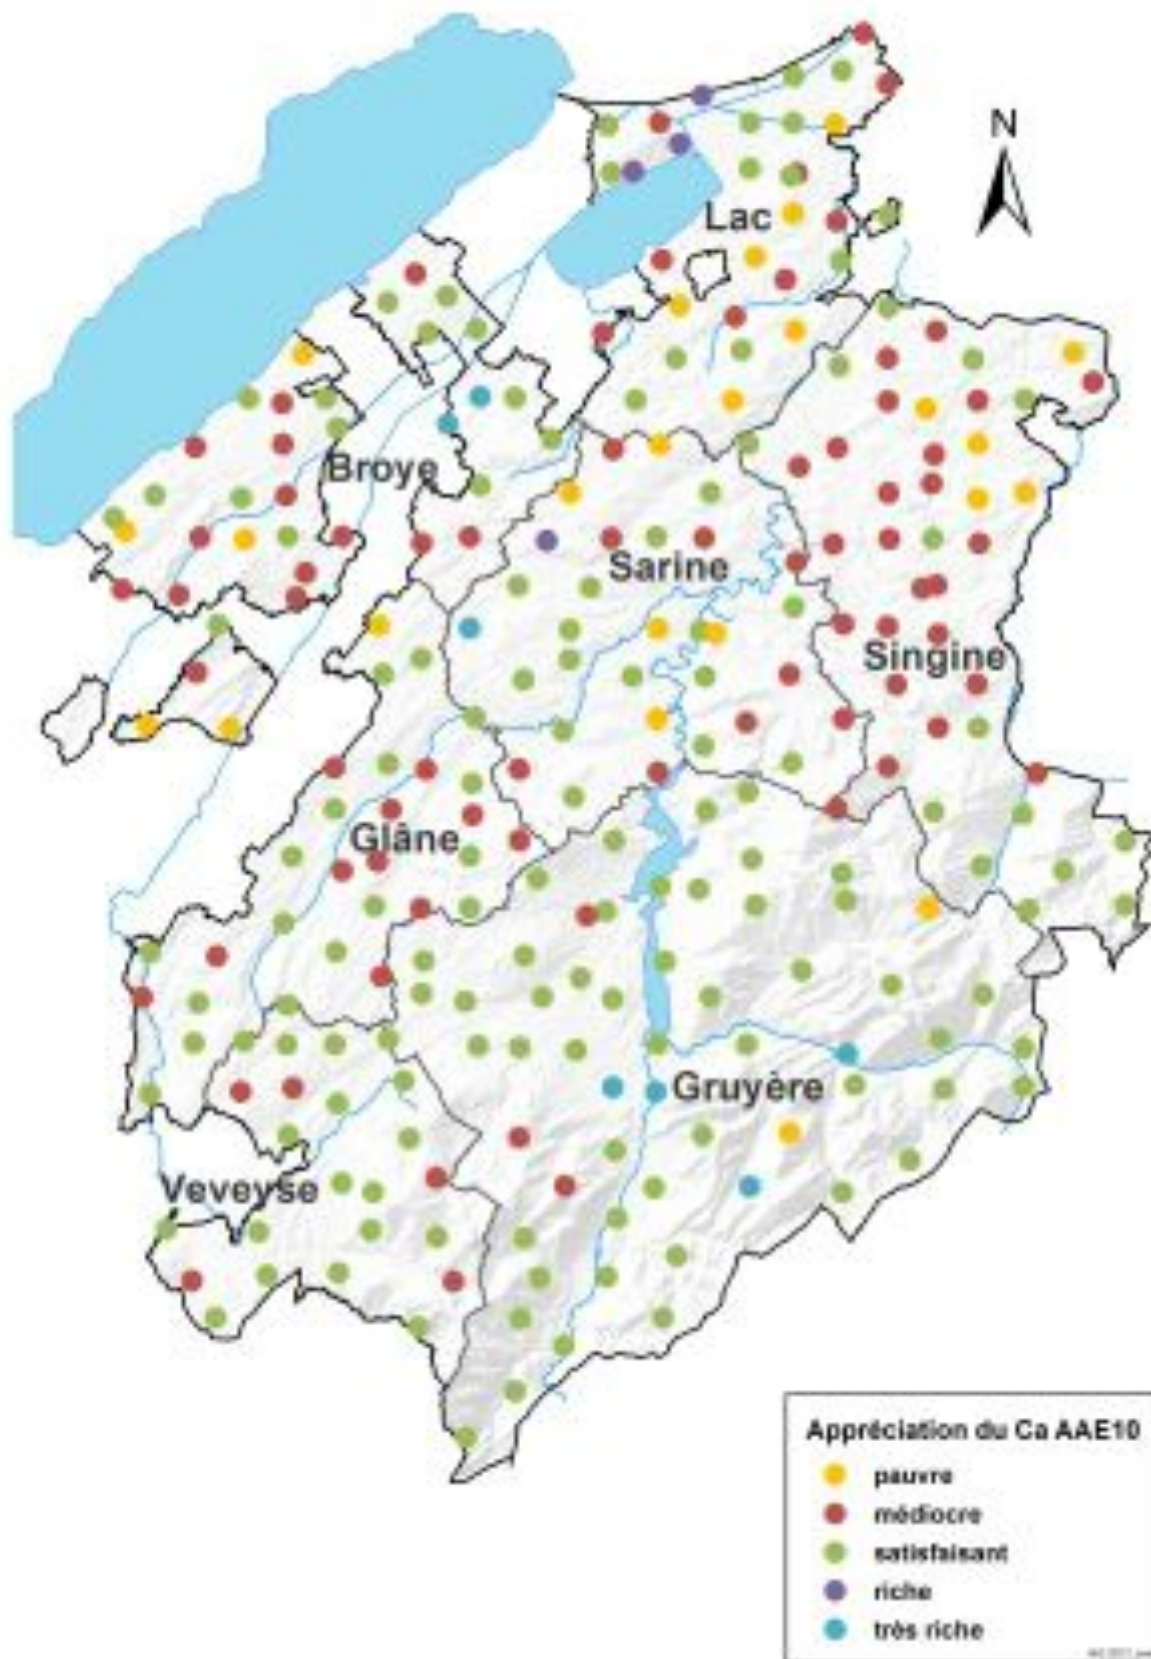 N
Lac
Broye
Sarine
Singine
Glâne
Gruyère
Veveyse
Appréciation du Ca AAE10
pauvre
médiocre
satisfaisant
riche
très riche